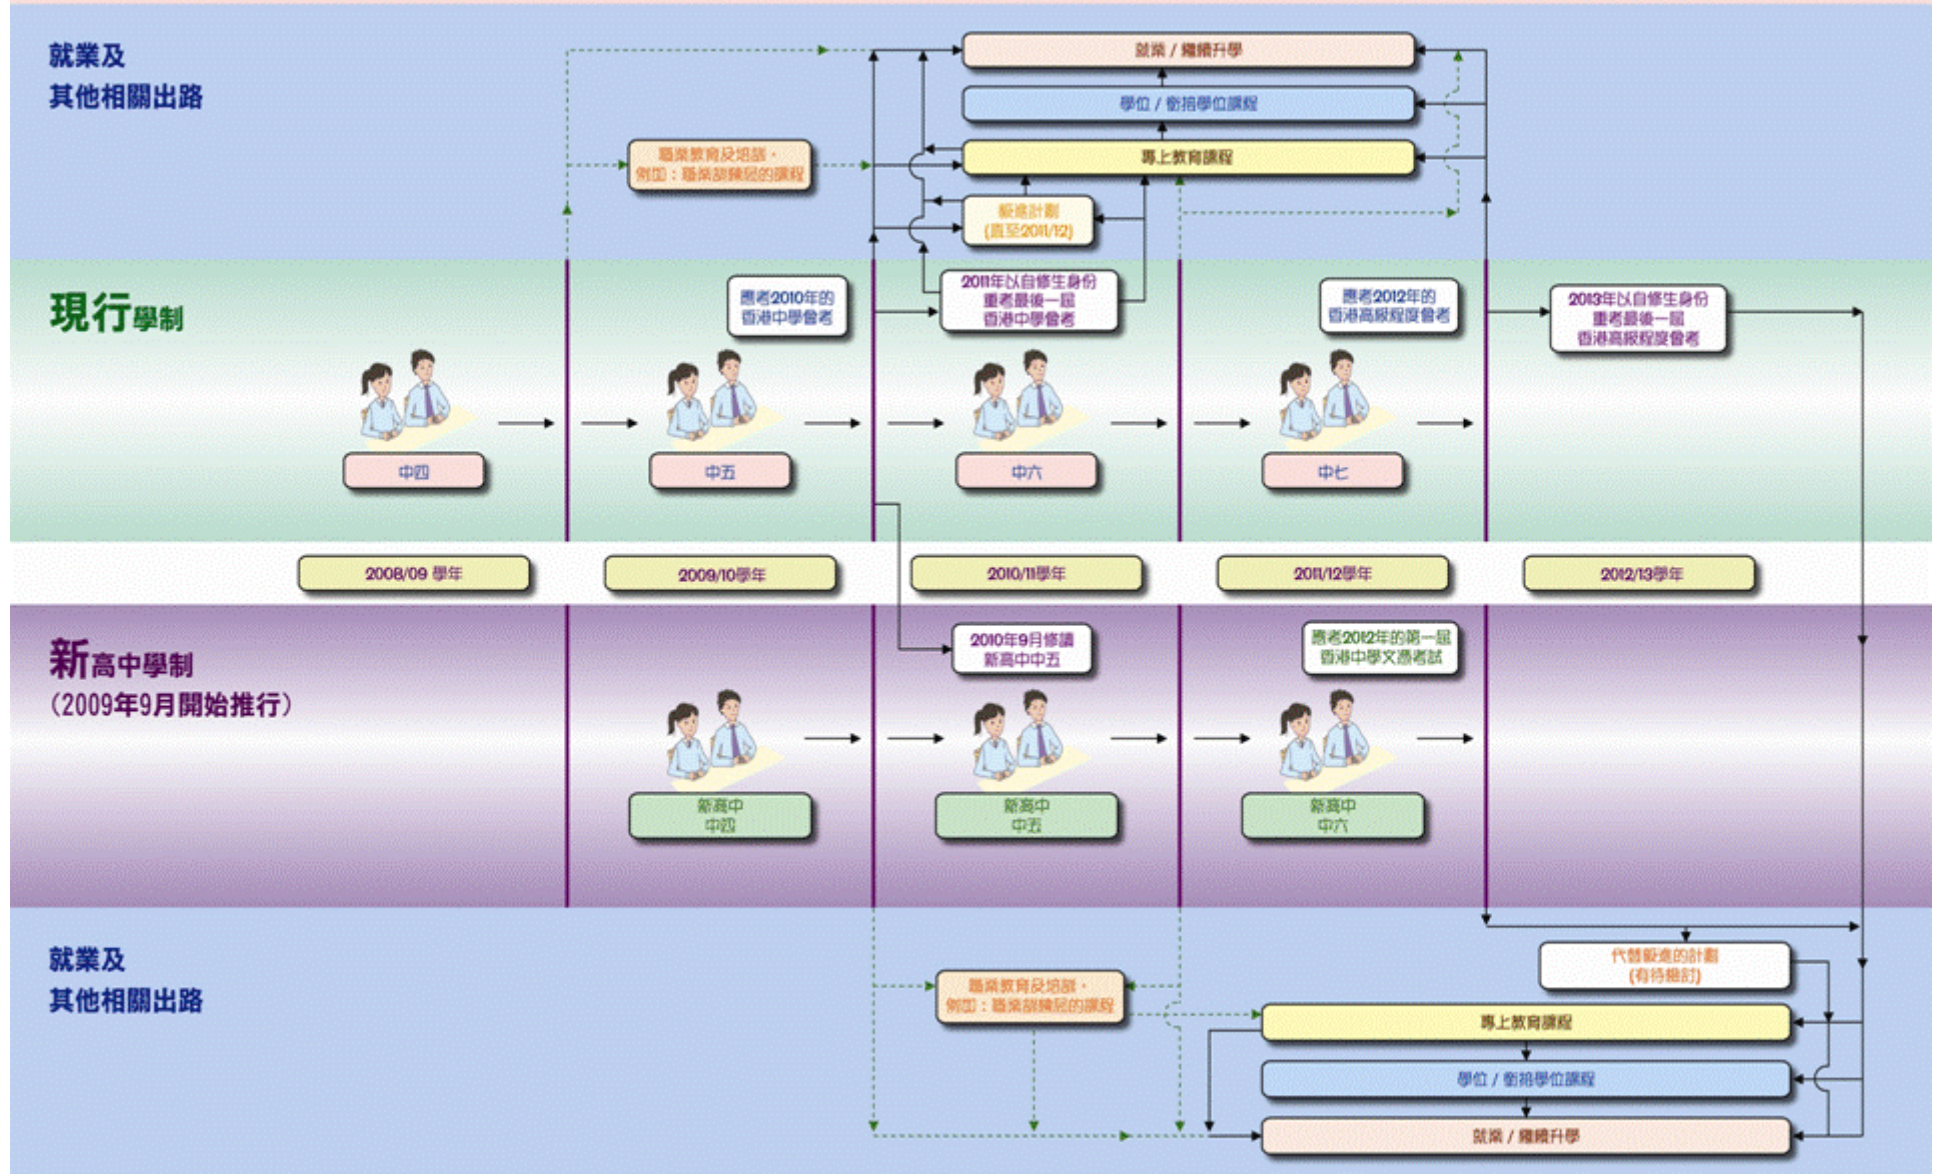 就業及
其他相關出路
就業 / 繼續升學
學位 / 銜接學位課程
專上教育課程
職業教育及培訓，
例如：職業訓練局的課程
毅進計劃
(直至2011/12)
現行學制
應考2010年的
香港中學會考
2011年以自修生身份
重考最後一屆
香港中學會考
應考2012年的
香港高級程度會考
2013年以自修生身份
重考最後一屆
香港高級程度會考
中四
中五
中六
中七
2008/09 學年
2009/10學年
2010/11學年
2011/12學年
2012/13學年
新高中學制
（2009年9月開始推行）
2010年9月修讀
新高中中五
應考2012年的第一屆
香港中學文憑考試
新高中
中四
新高中
中五
新高中
中六
就業及
其他相關出路
職業教育及培訓，
例如：職業訓練局的課程
代替毅進的計劃
(有待檢訂)
專上教育課程
學位 / 銜接學位課程
就業 / 繼續升學